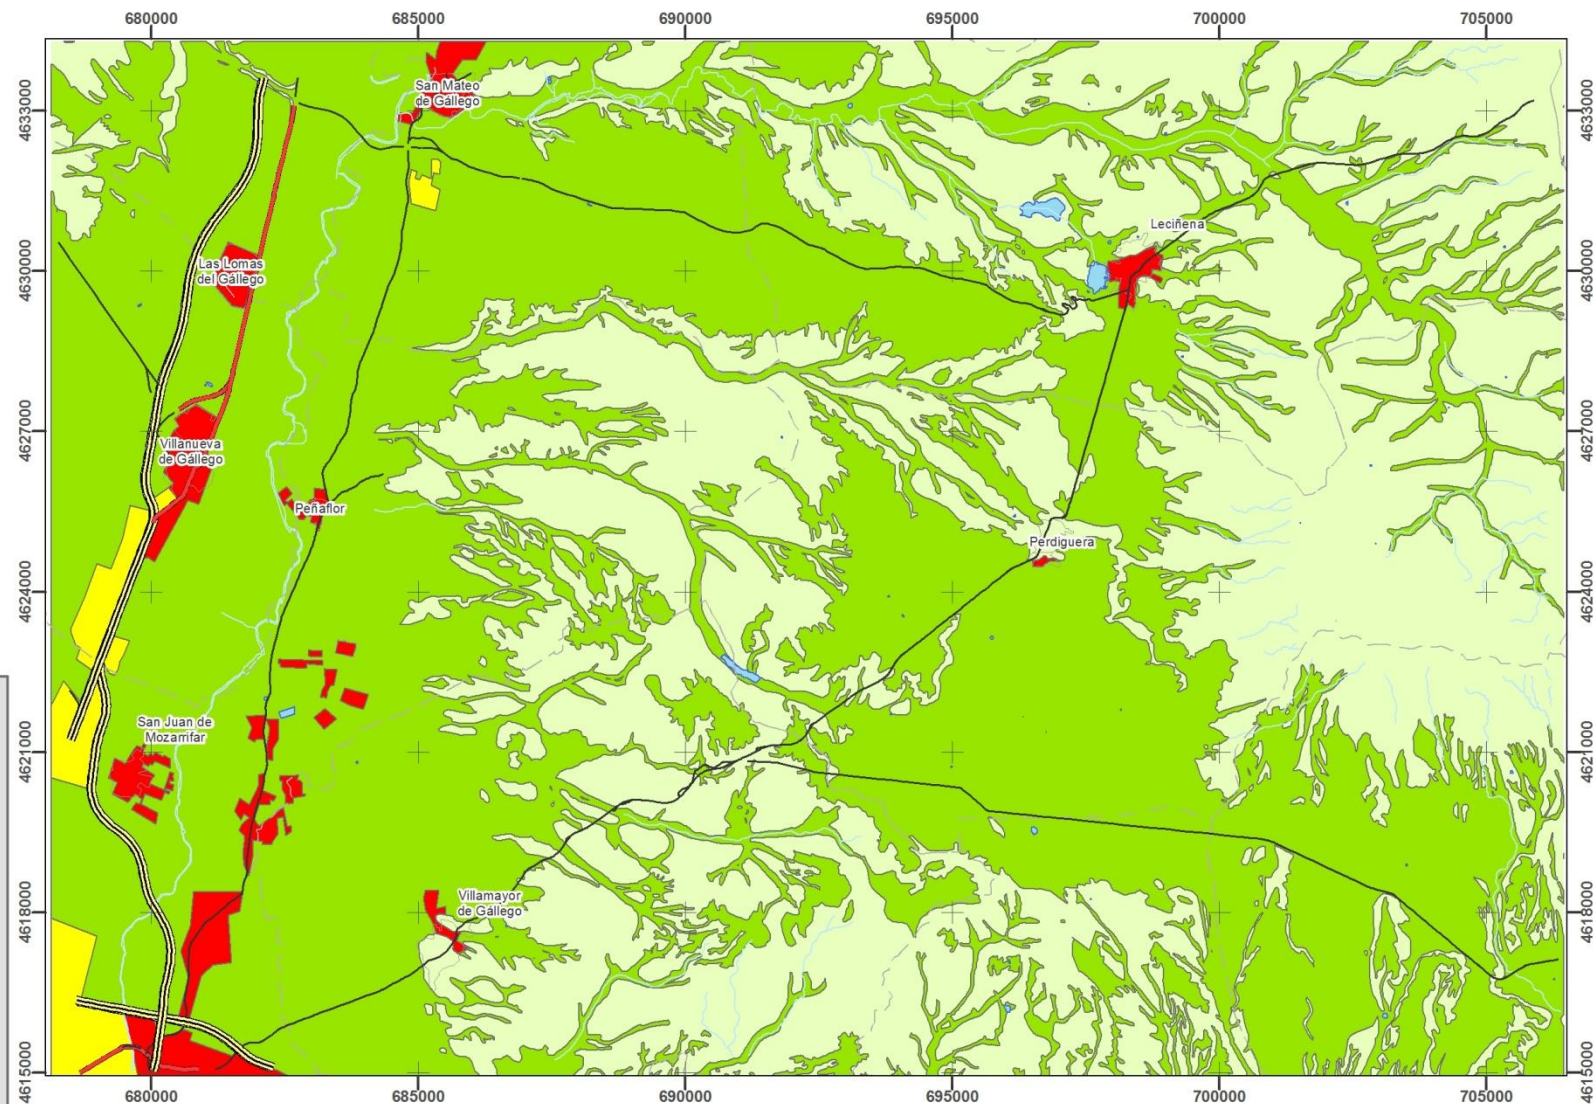 680000 685000 690000 695000 700000 705000
4633000 4633000
San Mateo
de Gállego
Leciñena
Las Lomas
del Gállego
4630000 4630000
4627000 4627000
Villanueva
de Gállego
Peñaflor
Perdiguera
4624000 4624000
San Juan de
Mozarrifar
4621000 4621000
Villamayor
de Gállego
4618000 4618000
4615000 4615000
680000 685000 690000 695000 700000 705000